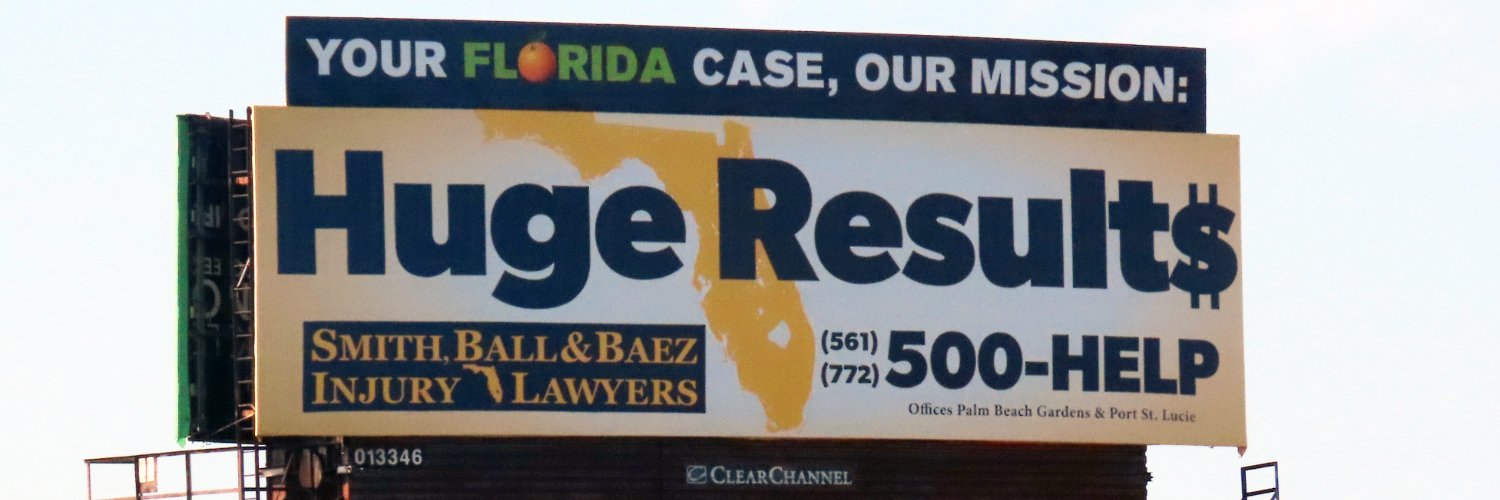 YOUR FLORIDA CASE, OUR MISSION:
Huge Result$
SMITH, BALL & BAEZ
INJURY LAWYERS
(561)
(772)
500-HELP
Offices Palm Beach Gardens & Port St. Lucie
013346
CLEARCHANNEL